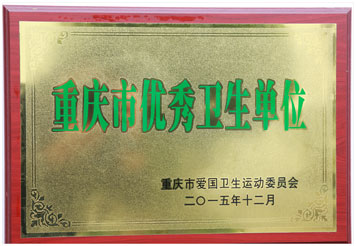 重庆市优秀卫生单位
重庆市爱国卫生运动委员会
二〇一五年十二月